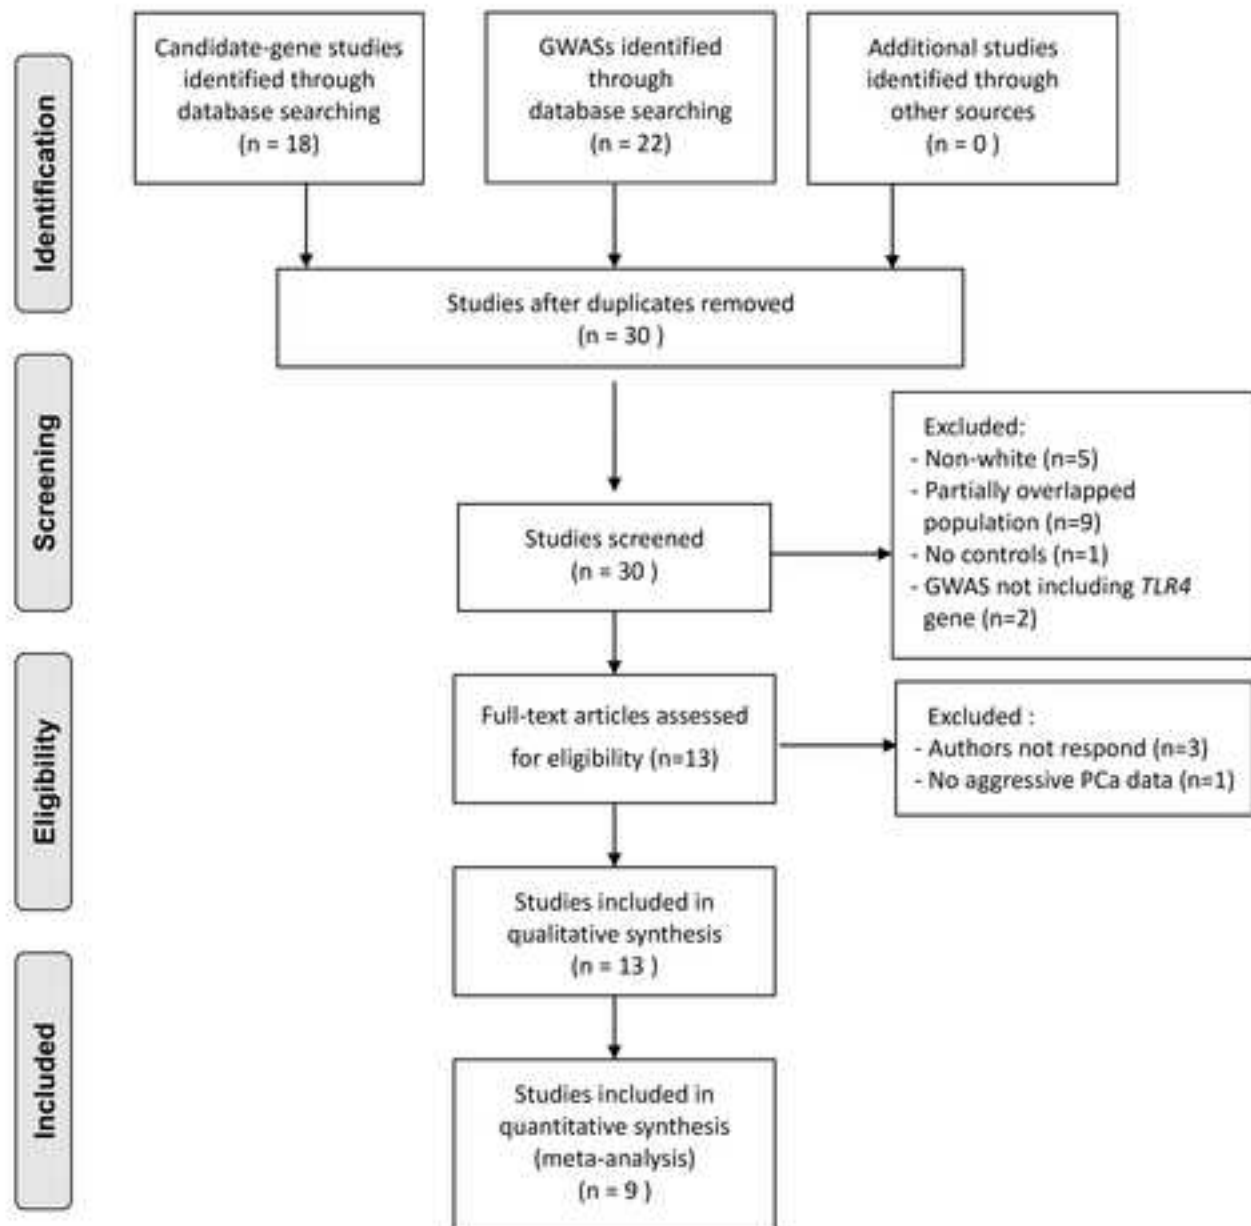 Identification
Candidate-gene studies
identified through
database searching
(n = 18)
GWASs identified
through
database searching
(n = 22)
Additional studies
identified through
other sources
(n = 0 )
Studies after duplicates removed
(n = 30 )
Screening
Studies screened
(n = 30 )
Excluded:
- Non-white (n=5)
- Partially overlapped
population (n=9)
- No controls (n=1)
- GWAS not including TLR4
gene (n=2)
Eligibility
Full-text articles assessed
for eligibility (n=13)
Excluded :
- Authors not respond (n=3)
- No aggressive PCa data (n=1)
Studies included in
qualitative synthesis
(n = 13 )
Included
Studies included in
quantitative synthesis
(meta-analysis)
(n = 9 )